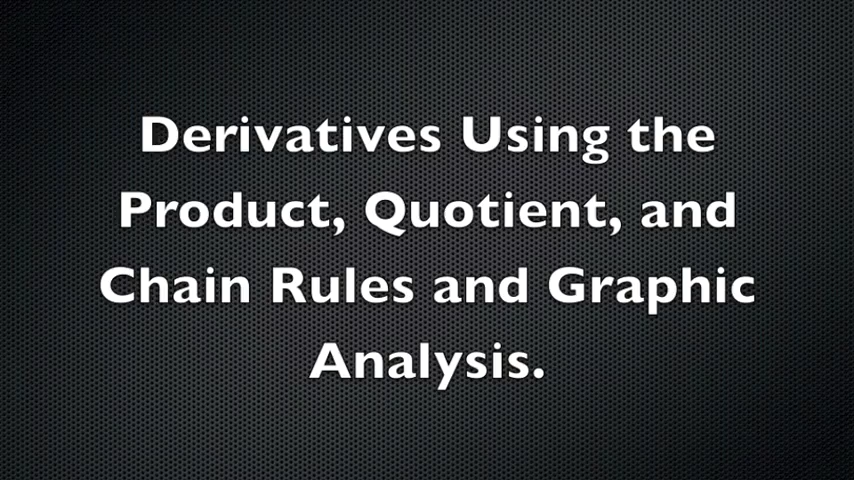 Derivatives Using the
Product, Quotient, and
Chain Rules and Graphic
Analysis.